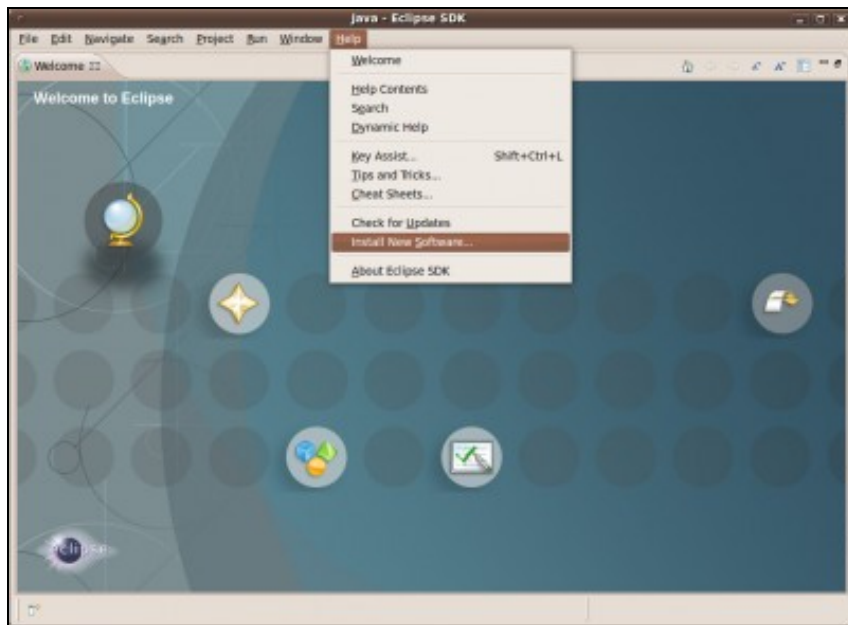 java - Eclipse SDK
File Edit Navigate Search Project Run Window Help
Welcome
Welcome to Eclipse
Welcome
Help Contents
Search
Dynamic Help
Key Assist... Shift+Ctrl+L
Tips and Tricks...
Cheat Sheets...
Check for Updates
Install New Software...
About Eclipse SDK
eclipse